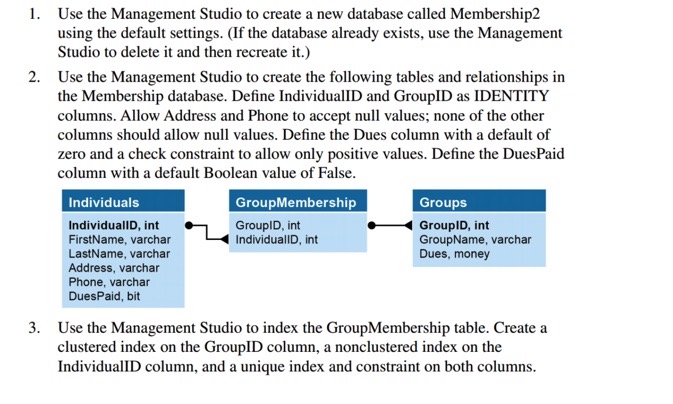 1. Use the Management Studio to create a new database called Membership2
using the default settings. (If the database already exists, use the Management
Studio to delete it and then recreate it.)
2. Use the Management Studio to create the following tables and relationships in
the Membership database. Define IndividualID and GroupID as IDENTITY
columns. Allow Address and Phone to accept null values; none of the other
columns should allow null values. Define the Dues column with a default of
zero and a check constraint to allow only positive values. Define the DuesPaid
column with a default Boolean value of False.
Individuals
IndividualID, int
FirstName, varchar
LastName, varchar
Address, varchar
Phone, varchar
DuesPaid, bit
GroupMembership
GroupID, int
IndividualID, int
Groups
GroupID, int
GroupName, varchar
Dues, money
3. Use the Management Studio to index the GroupMembership table. Create a
clustered index on the GroupID column, a nonclustered index on the
IndividualID column, and a unique index and constraint on both columns.